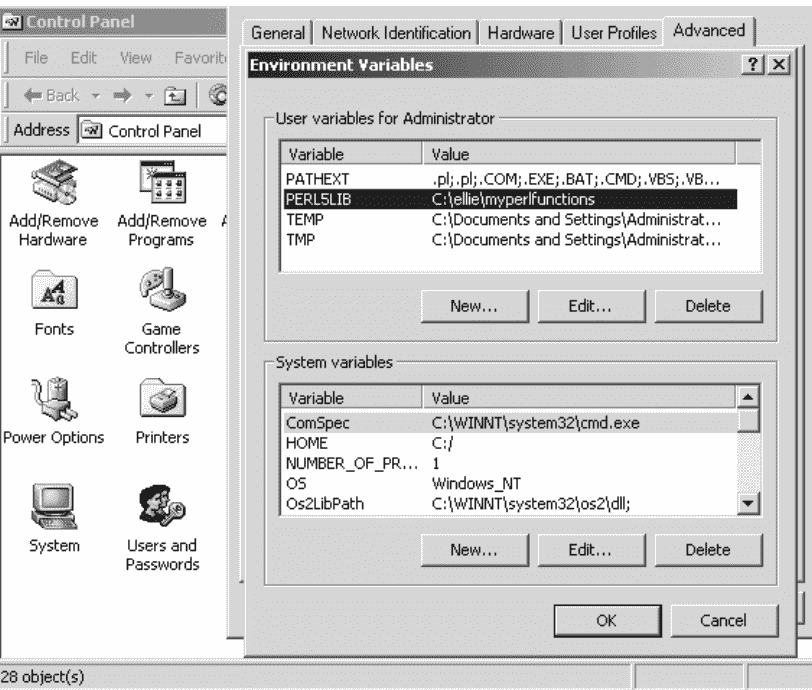 Control Panel
File Edit View Favorit
Back
Address Control Panel
Add/Remove Hardware
Add/Remove Programs
A
Fonts
Game Controllers
Power Options
Printers
System
Users and Passwords
28 object(s)
General Network Identification Hardware User Profiles Advanced
Environment Variables
User variables for Administrator
Variable Value
PATHEXT .pl;.pl;.COM;.EXE;.BAT;.CMD;.VBS;.VB...
PERL5LIB C:\ellie\myperlfunctions
TEMP C:\Documents and Settings\Administrat...
TMP C:\Documents and Settings\Administrat...
New... Edit... Delete
System variables
Variable Value
ComSpec C:\WINNT\system32\cmd.exe
HOME C:/
NUMBER_OF_PR... 1
OS Windows_NT
Os2LibPath C:\WINNT\system32\os2\dll;
New... Edit... Delete
OK Cancel